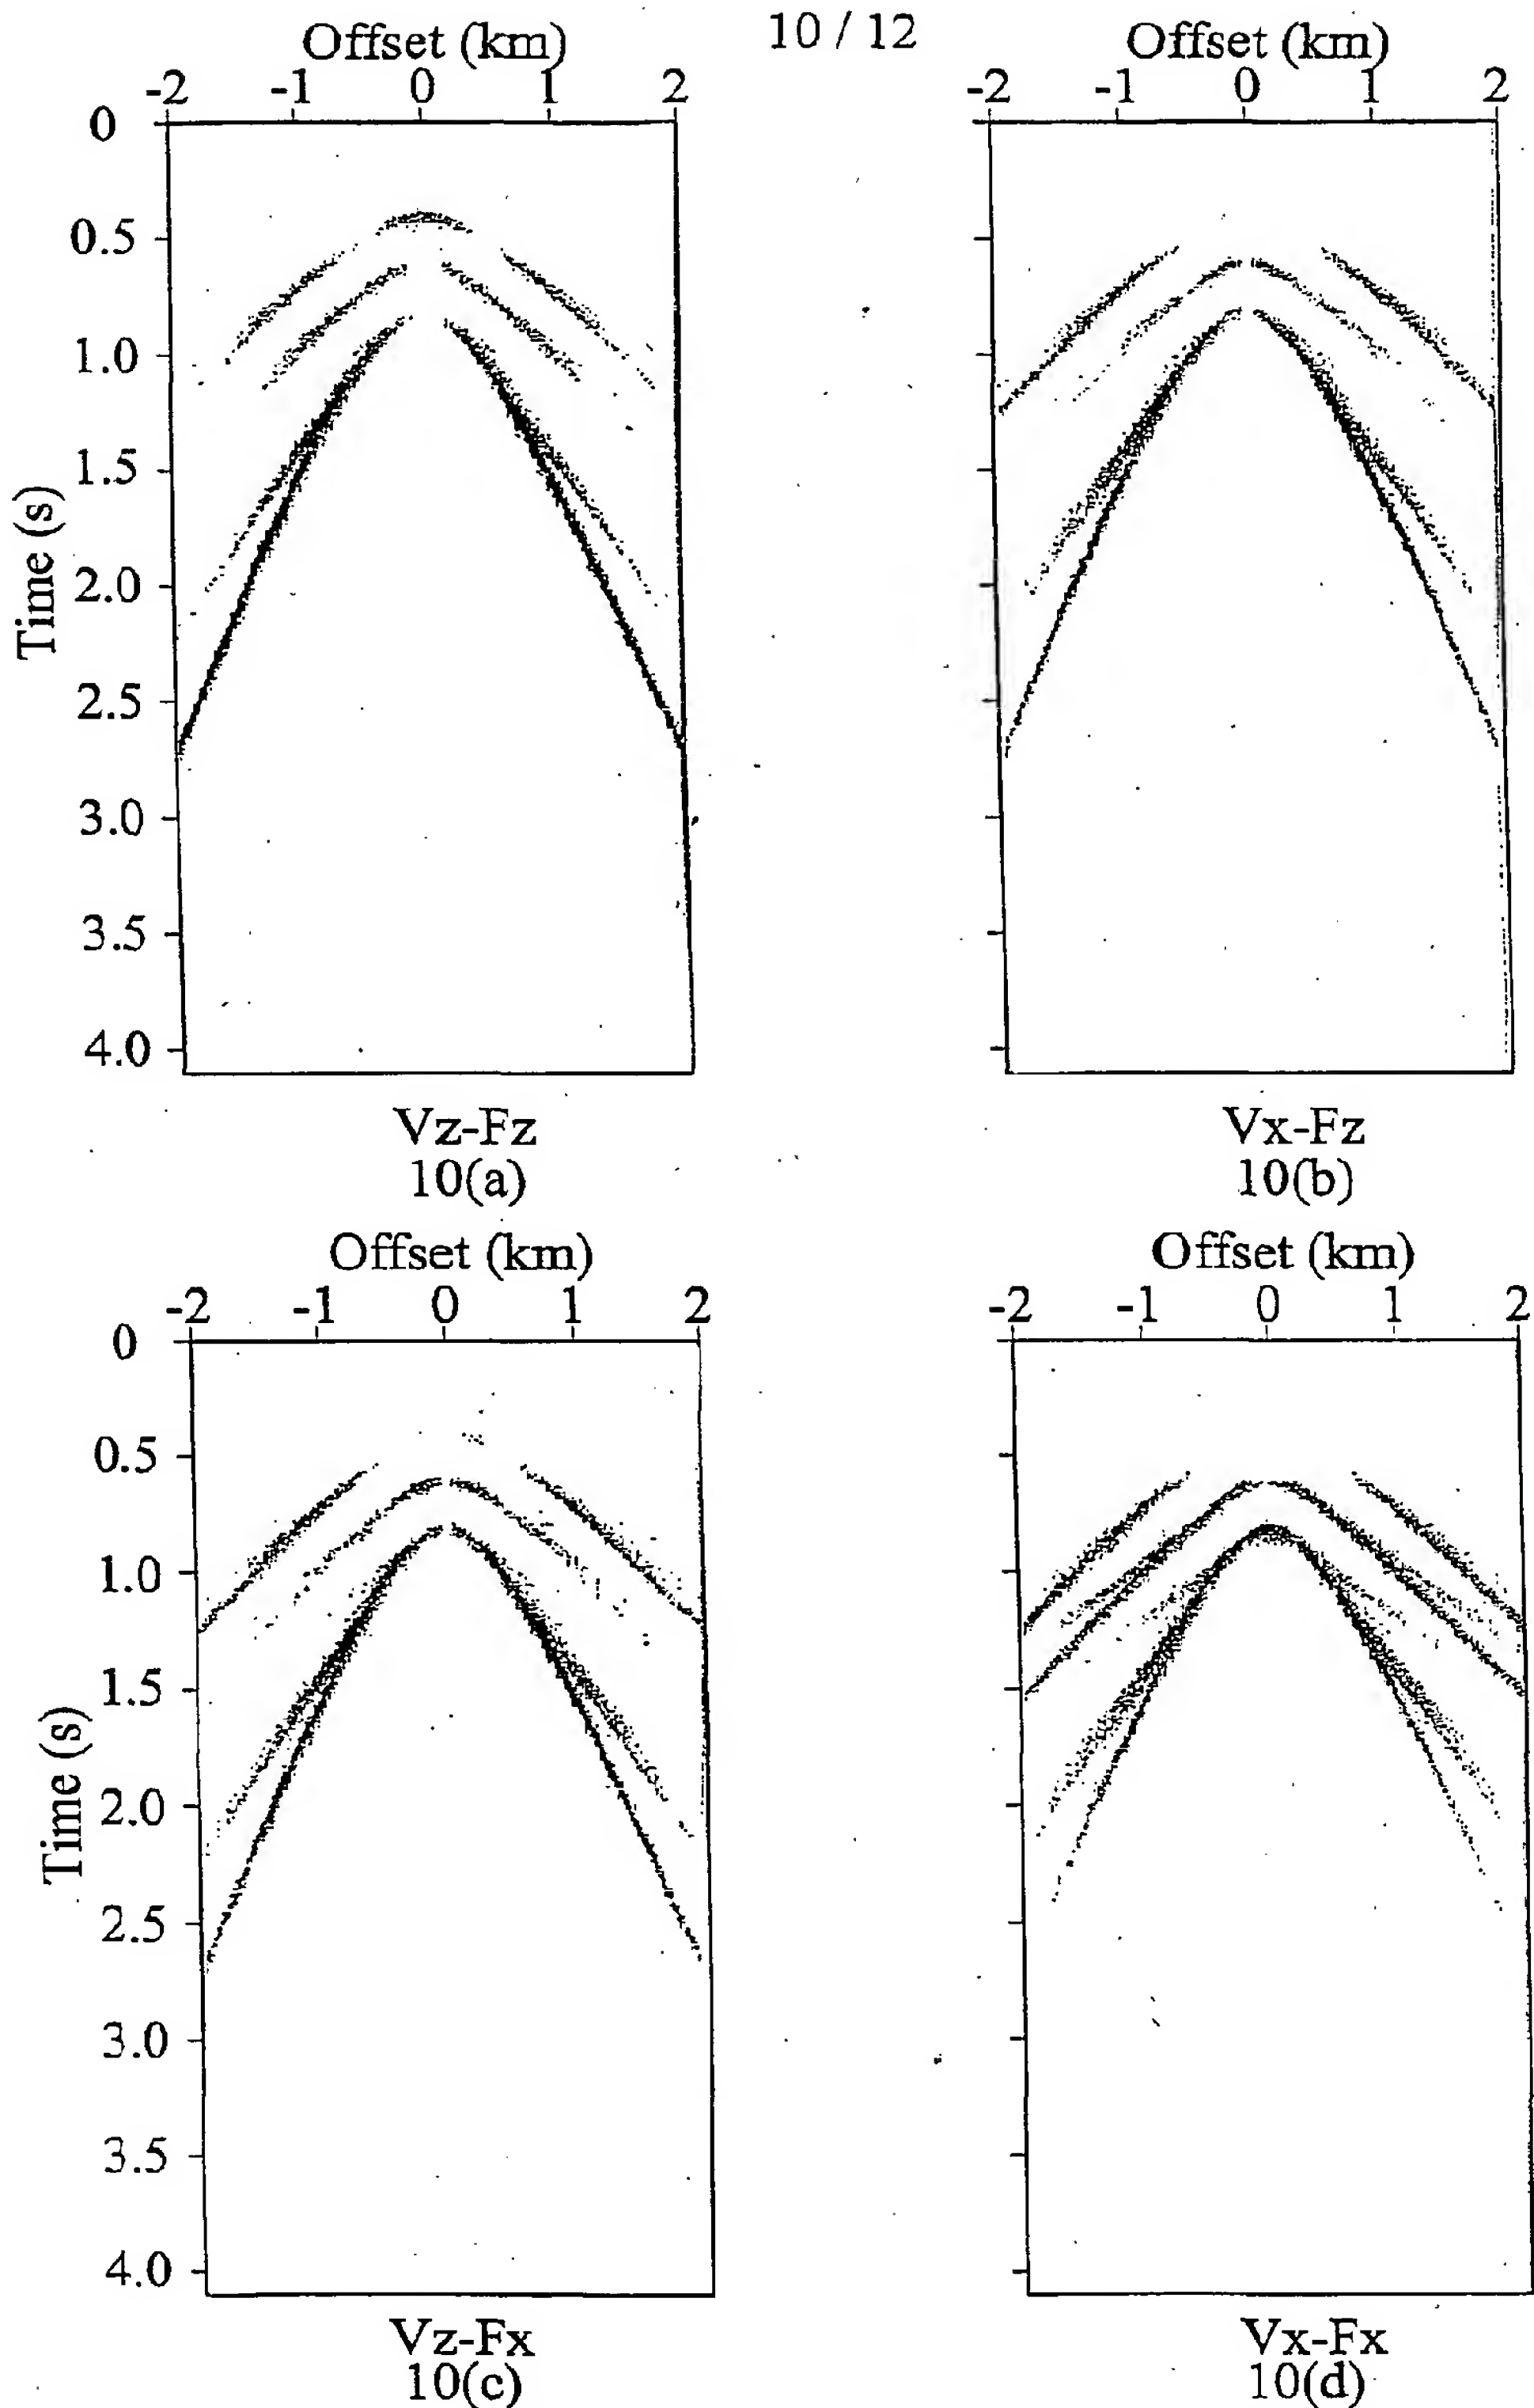 10 / 12
Offset (km)
-2 -1 0 1 2
0
0.5
1.0
1.5
2.0
2.5
3.0
3.5
4.0
Time (s)
Vz-Fz
10(a)
Offset (km)
-2 -1 0 1 2
Vx-Fz
10(b)
Offset (km)
-2 -1 0 1 2
0
0.5
1.0
1.5
2.0
2.5
3.0
3.5
4.0
Time (s)
Vz-Fx
10(c)
Offset (km)
-2 -1 0 1 2
Vx-Fx
10(d)